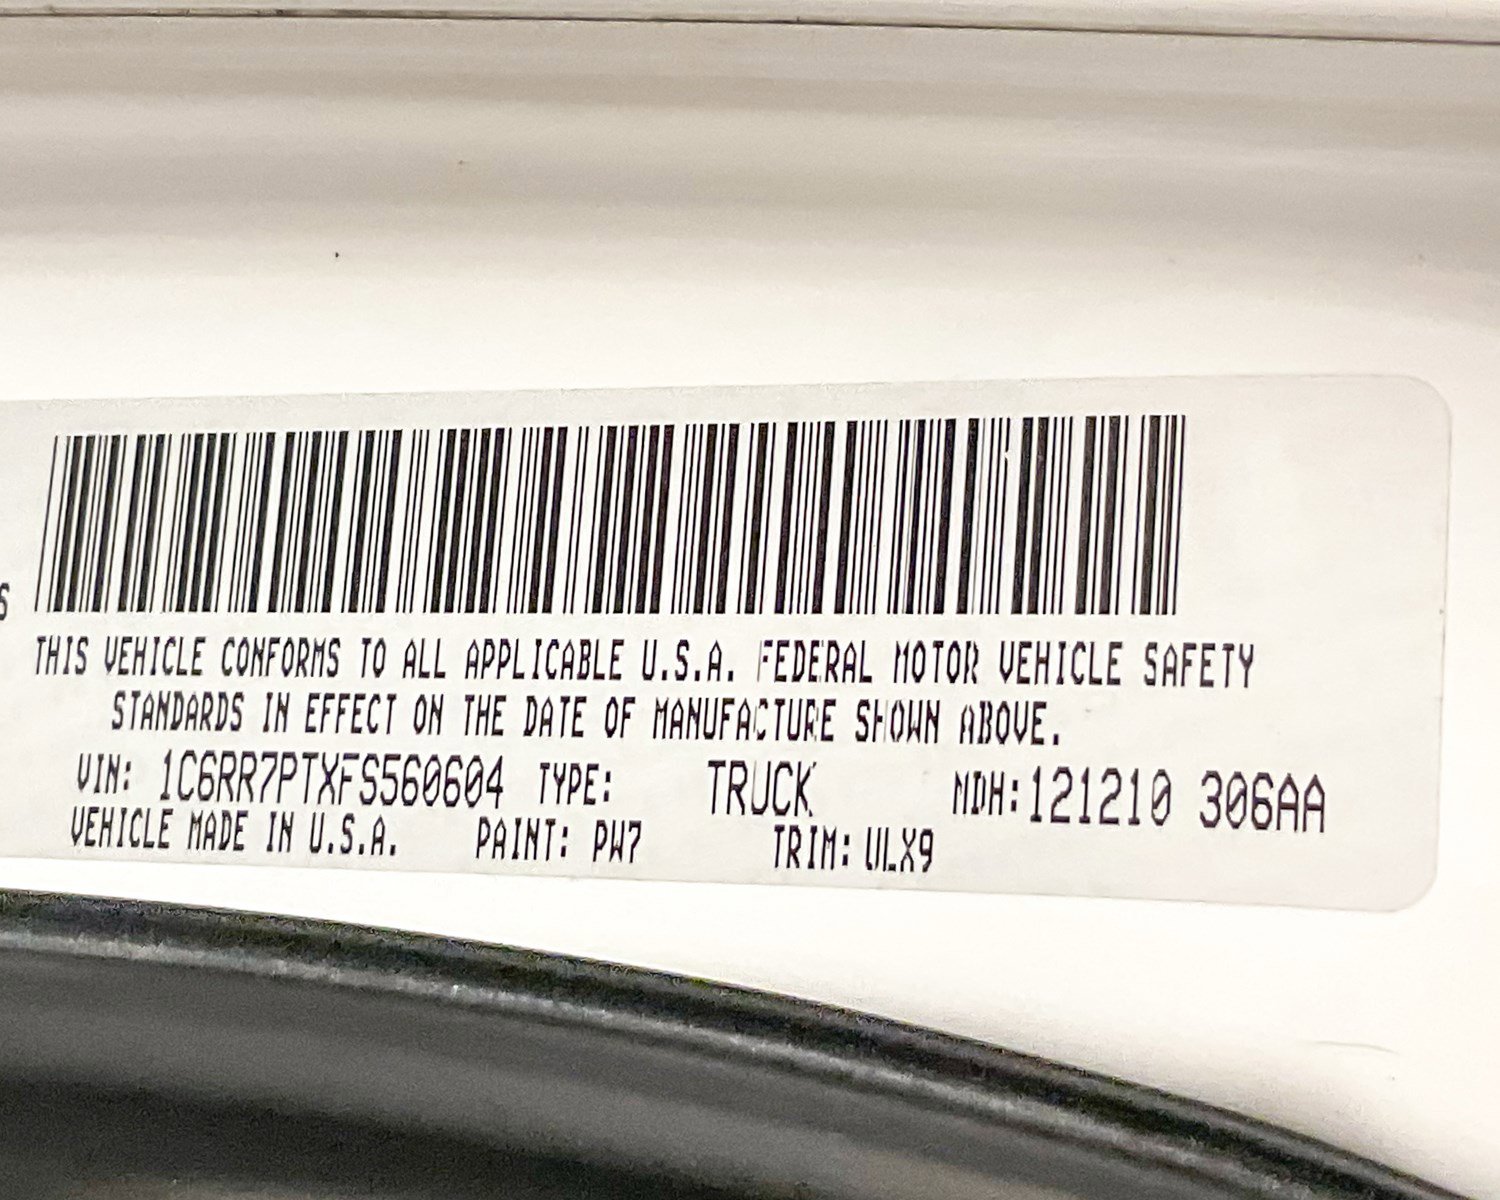 THIS VEHICLE CONFORMS TO ALL APPLICABLE U.S.A. FEDERAL MOTOR VEHICLE SAFETY
STANDARDS IN EFFECT ON THE DATE OF MANUFACTURE SHOWN ABOVE.
VIN: 1C6RR7PTXFS560604 TYPE: TRUCK MDH:121210 306AA
VEHICLE MADE IN U.S.A. PAINT: PW7 TRIM: ULX9